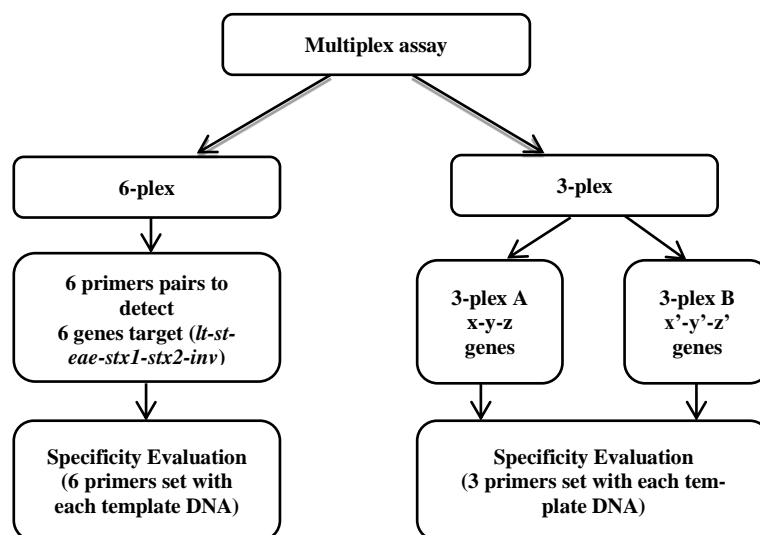 Multiplex assay
6-plex
3-plex
6 primers pairs to
detect
6 genes target (lt-st-
eae-stx1-stx2-inv)
3-plex A
x-y-z
genes
3-plex B
x’-y’-z’
genes
Specificity Evaluation
(6 primers set with
each template DNA)
Specificity Evaluation
(3 primers set with each tem-
plate DNA)